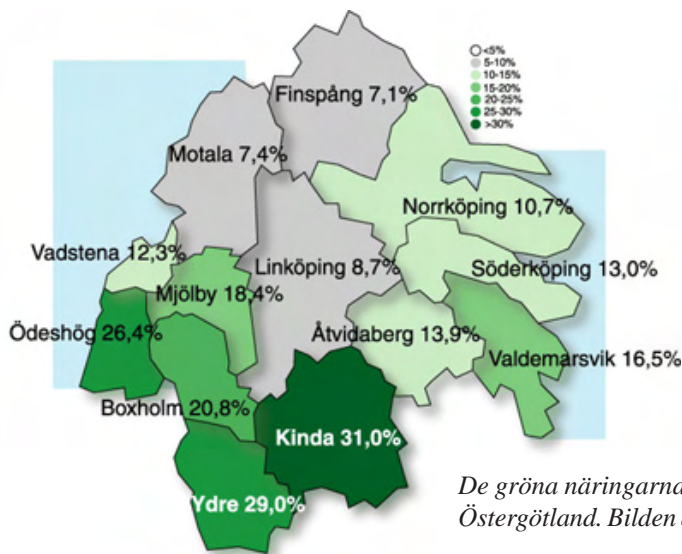 <5%
5-10%
10-15%
15-20%
20-25%
25-30%
>30%
Finspång 7,1%
Motala 7,4%
Norrköping 10,7%
Vadstena 12,3%
Linköping 8,7%
Söderköping 13,0%
Mjölby 18,4%
Ödeshög 26,4%
Åtvidaberg 13,9%
Valdemarsvik 16,5%
Boxholm 20,8%
Kinda 31,0%
Ydre 29,0%
De gröna näringarna
Östergötland. Bilden